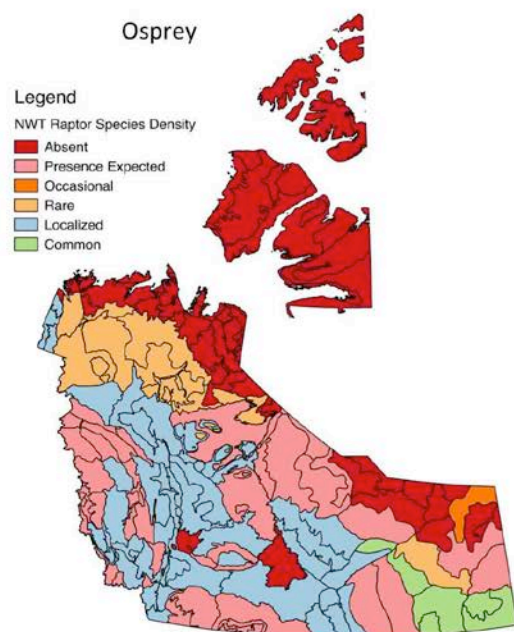 Osprey
Legend
NWT Raptor Species Density
Absent
Presence Expected
Occasional
Rare
Localized
Common